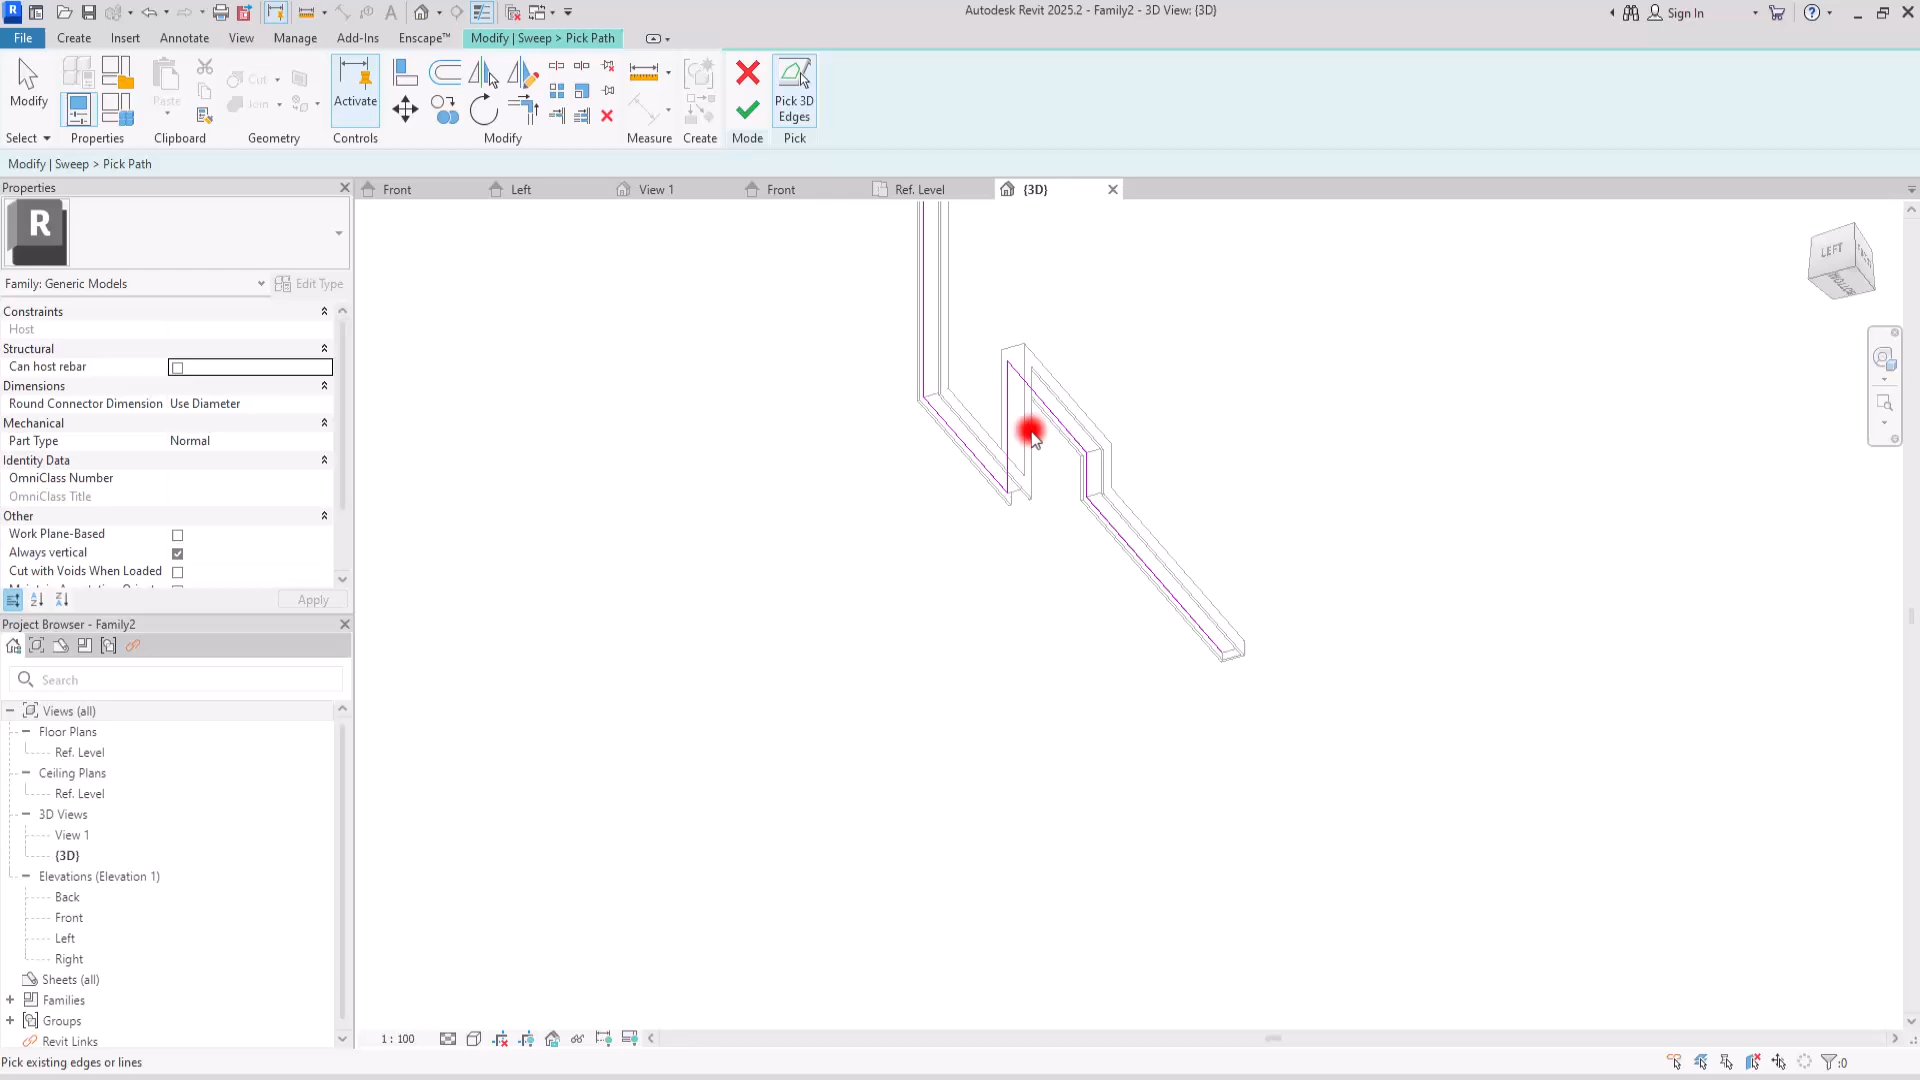 Autodesk Revit 2025.2 - Family2 - 3D View: {3D}
Sign In
File
Create
Insert
Annotate
View
Manage
Add-Ins
Enscape™
Modify | Sweep > Pick Path
Modify
Paste
Cut
Join
Activate
Pick 3D
Edges
Select
Properties
Clipboard
Geometry
Controls
Modify
Measure
Create
Mode
Pick
Modify | Sweep > Pick Path
Properties
Front
Left
View 1
Front
Ref. Level
{3D}
R
R
LEFT
BOTTOM
Family: Generic Models
Edit Type
Constraints
Host
Structural
Can host rebar
Dimensions
Round Connector Dimension
Use Diameter
Mechanical
Part Type
Normal
Identity Data
OmniClass Number
OmniClass Title
Other
Work Plane-Based
Always vertical
Cut with Voids When Loaded
Apply
Project Browser - Family2
Search
Views (all)
Floor Plans
Ref. Level
Ceiling Plans
Ref. Level
3D Views
View 1
{3D}
Elevations (Elevation 1)
Back
Front
Left
Right
Sheets (all)
Families
Groups
Revit Links
1 : 100
Pick existing edges or lines
:0